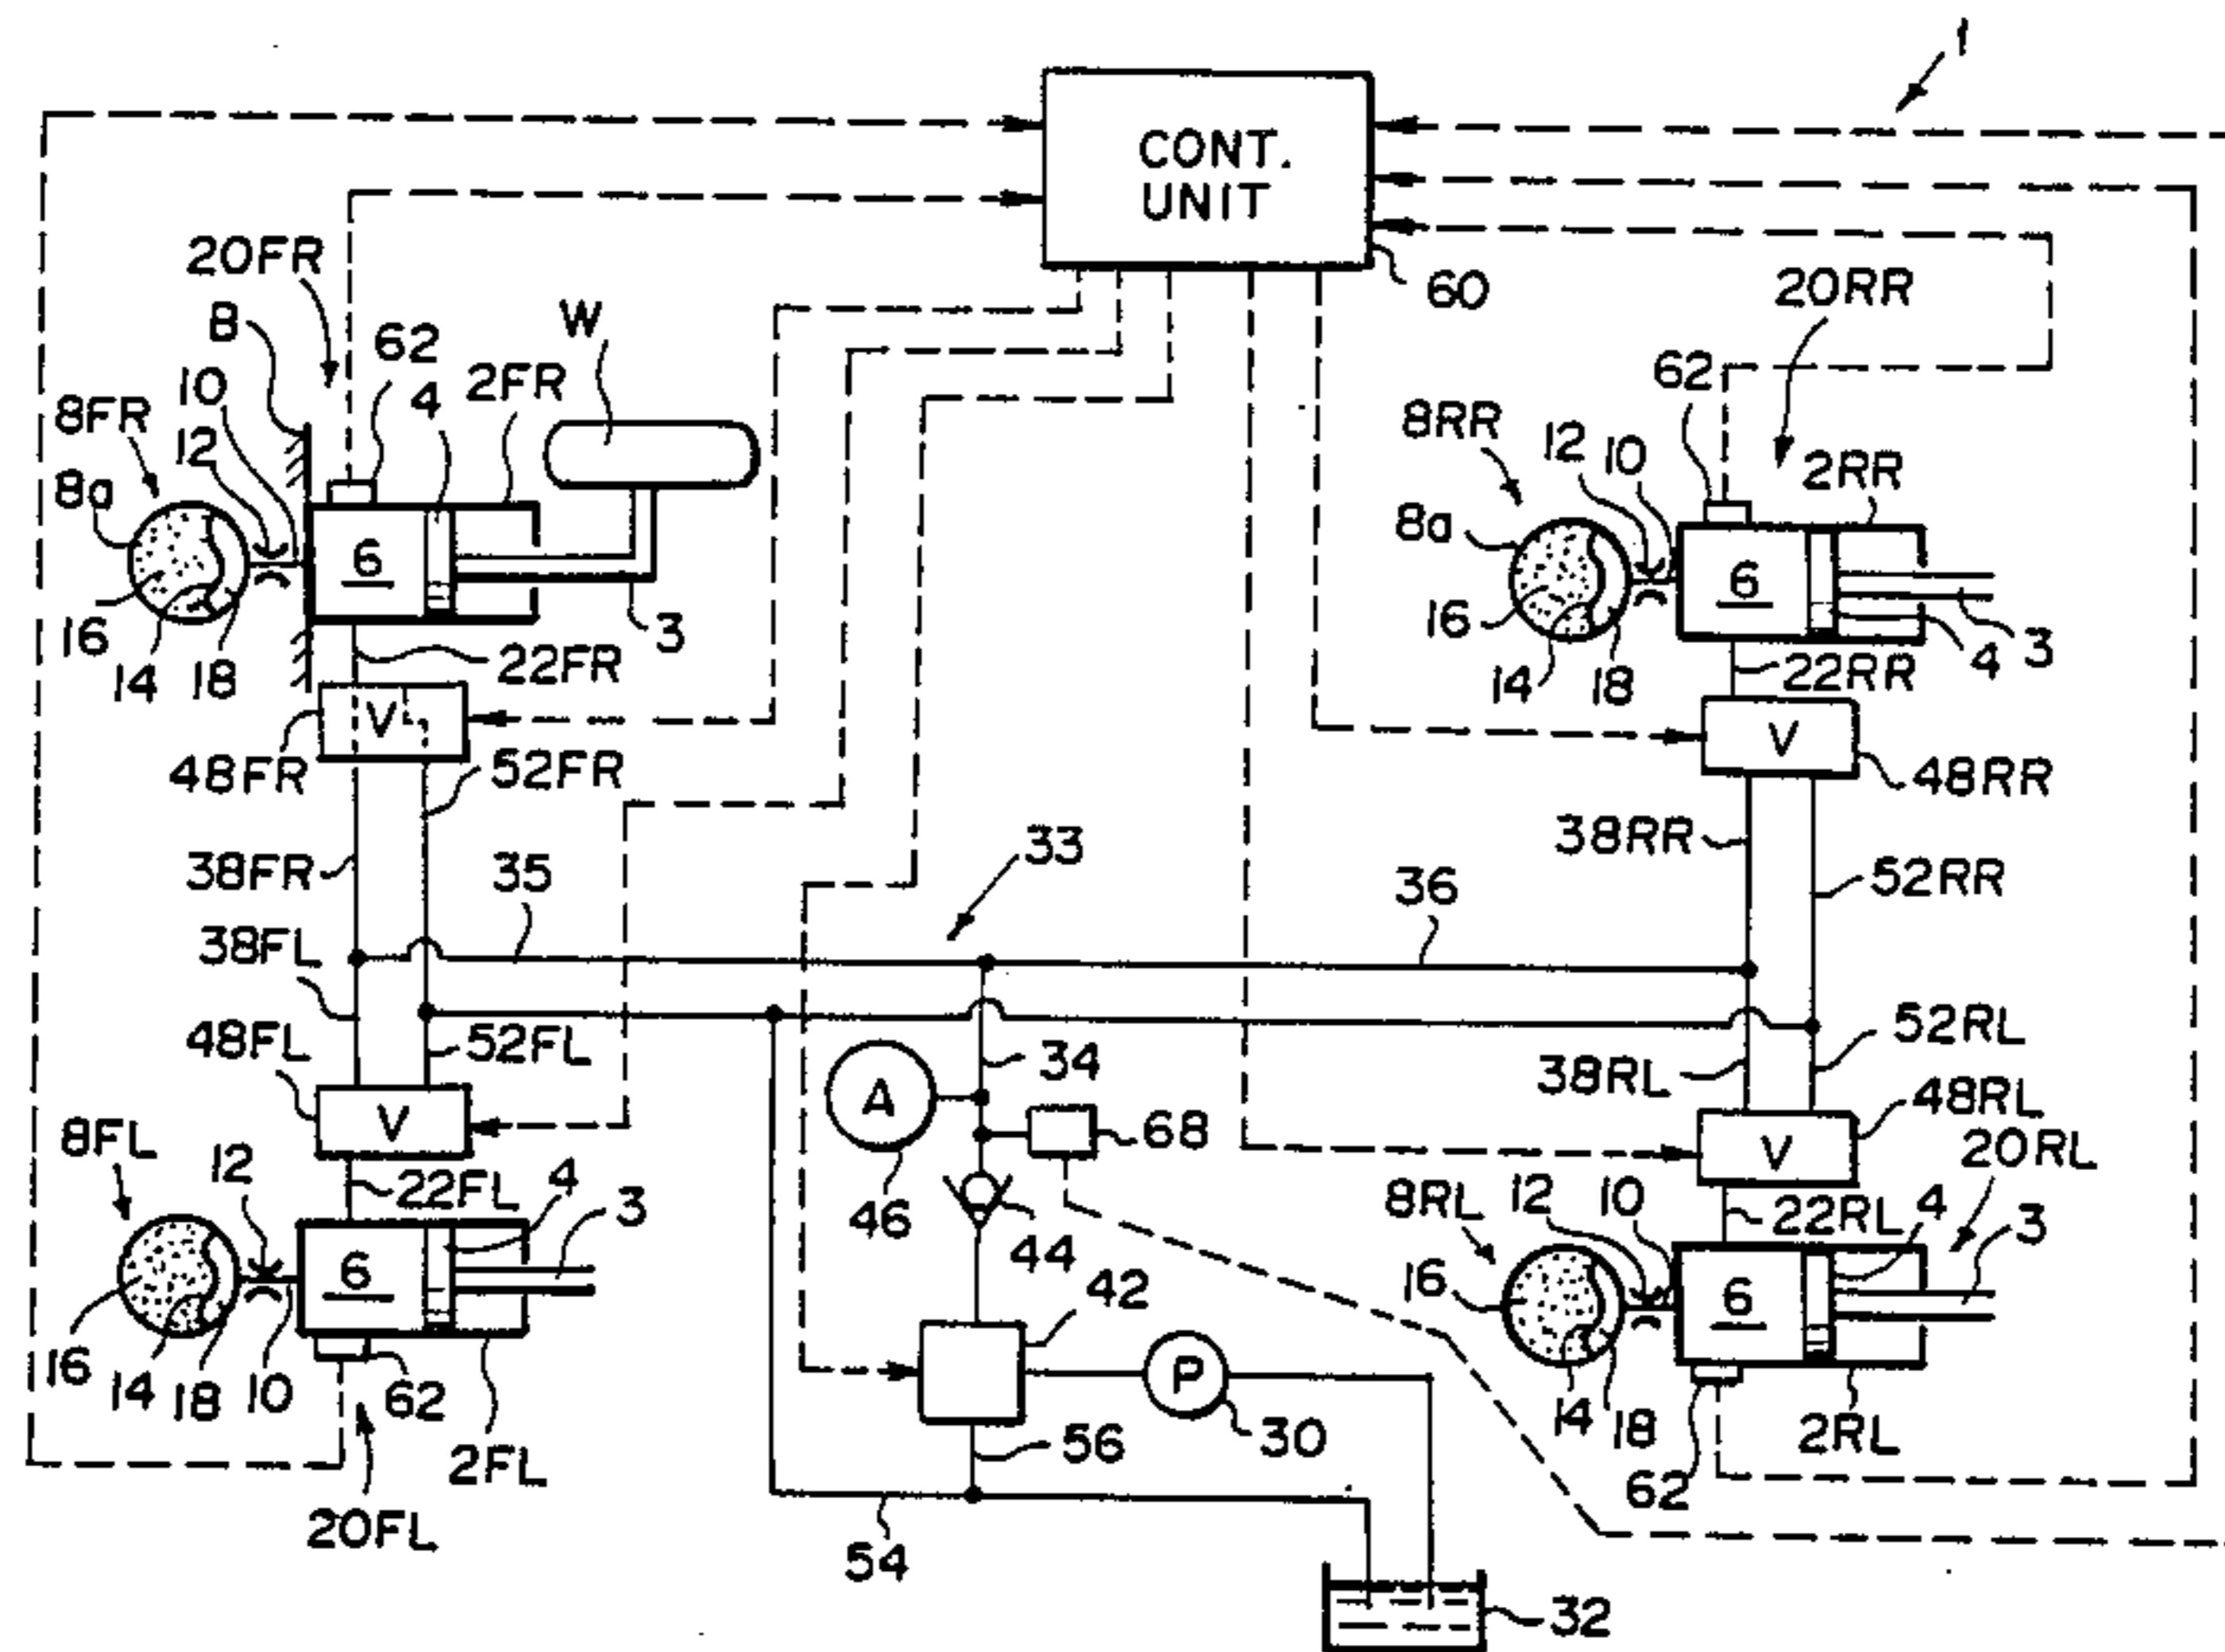 1
CONT.
UNIT
60
20FR
B
W
62
10
4
2FR
8FR
12
8a
6
16
14
18
3
22FR
V
48FR
52FR
38FR
35
33
38FL
48FL
52FL
V
8FL
12
22FL
4
3
6
16
14
18
10
62
2FL
20FL
20RR
62
12
10
8RR
2RR
8a
6
16
14
18
4
3
22RR
V
48RR
38RR
52RR
36
34
A
46
68
44
42
P
30
56
54
32
38RL
52RL
48RL
V
20RL
8RL
12
10
22RL
4
3
16
6
14
18
62
2RL